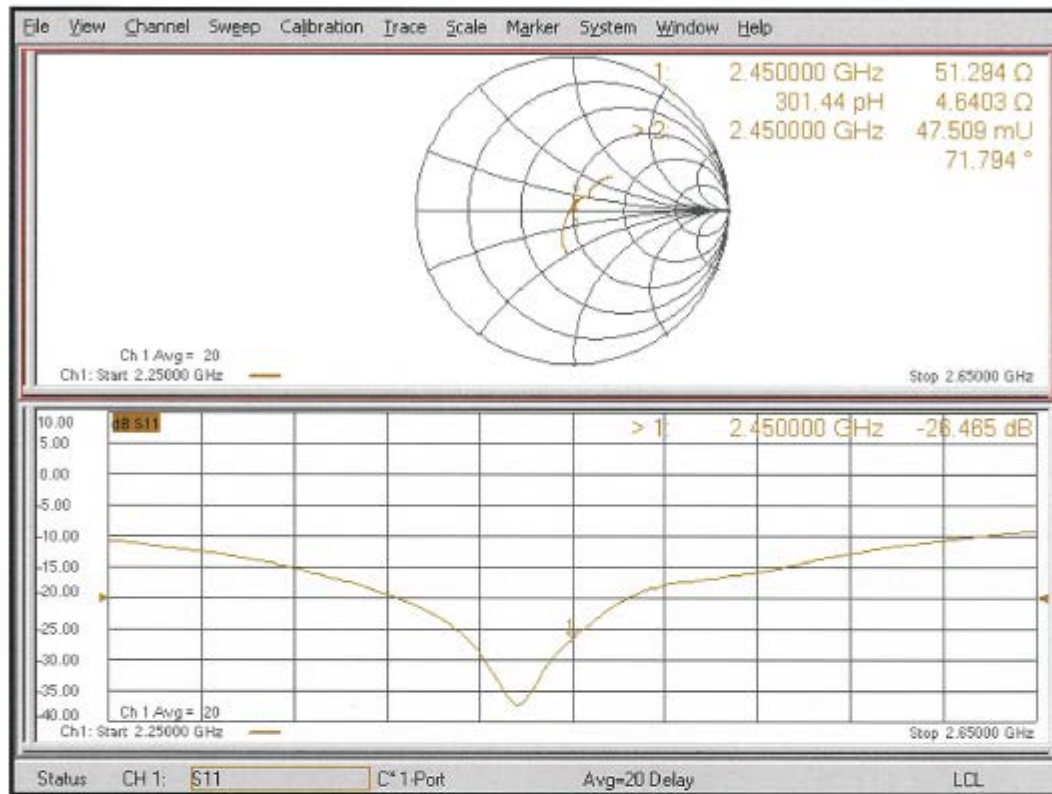 File View Channel Sweep Calibration Trace Scale Marker System Window Help
1: 2.450000 GHz 51.294 Ω
301.44 pH 4.6403 Ω
> 2: 2.450000 GHz 47.509 mU
71.794 °
Ch 1 Avg = 20
Ch1: Start 2.25000 GHz Stop 2.65000 GHz
10.00 dB S11 > 1: 2.450000 GHz -26.465 dB
5.00
0.00
-5.00
-10.00
-15.00
-20.00
-25.00
1
-30.00
-35.00
-40.00 Ch 1 Avg = 20
Ch1: Start 2.25000 GHz Stop 2.65000 GHz
Status CH 1: S11 C* 1-Port Avg=20 Delay LCL